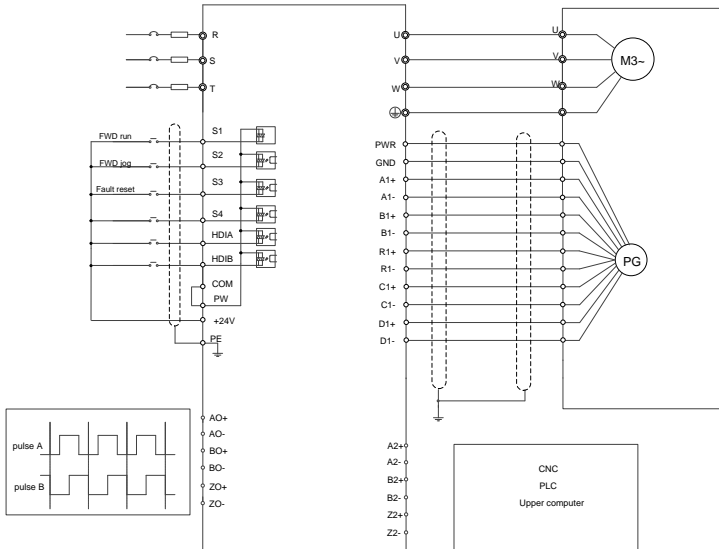 R
S
T
FWD run
S1
FWD jog
S2
Fault reset
S3
S4
HDIA
HDIB
COM
PW
+24V
PE
U
V
W
U
V
W
M3~
PWR
GND
A1+
A1-
B1+
B1-
R1+
R1-
C1+
C1-
D1+
D1-
PG
pulse A
pulse B
AO+
AO-
BO+
BO-
ZO+
ZO-
A2+
A2-
B2+
B2-
Z2+
Z2-
CNC
PLC
Upper computer